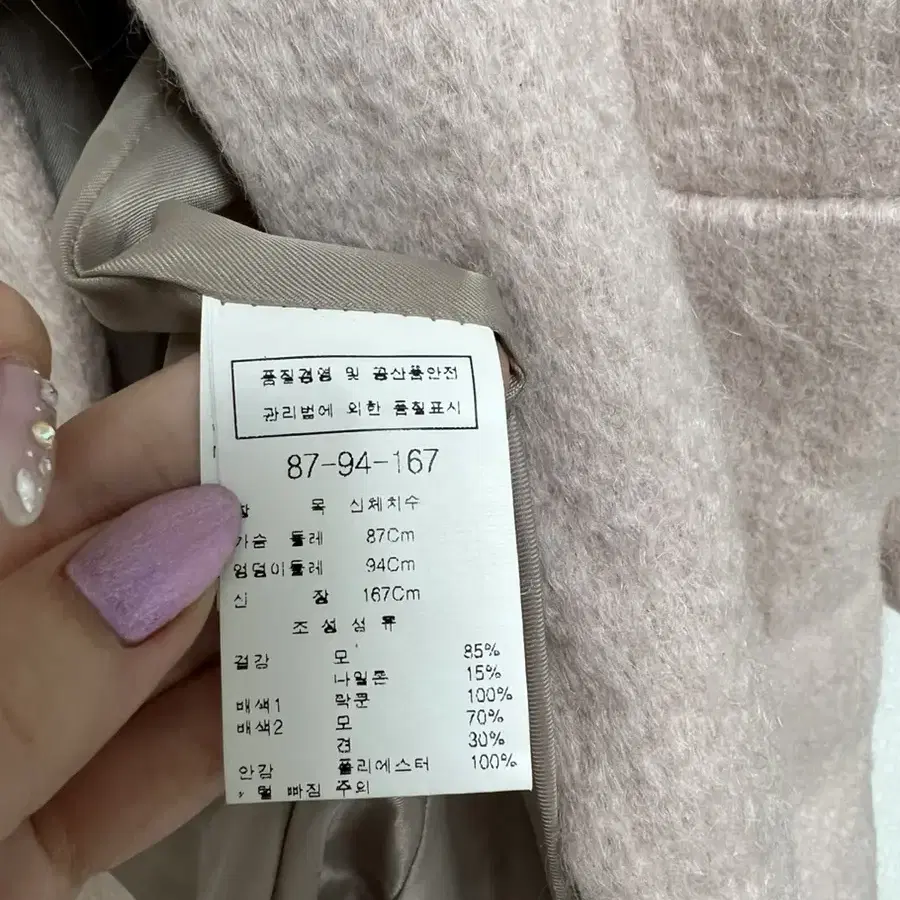 품질경영 및 공산품안전
관리법에 의한 품질표시
87-94-167
목 신체치수
가슴 둘레 87Cm
엉덩이둘레 94Cm
신 장 167Cm
조성섬유
겉감 모 85%
나일론 15%
배색1 락쿤 100%
배색2 모 70%
견 30%
안감 폴리에스터 100%
* 털 빠짐 주의